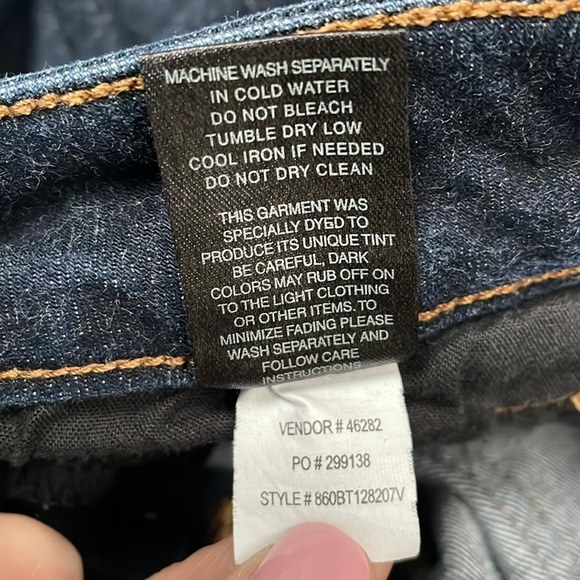 MACHINE WASH SEPARATELY
IN COLD WATER
DO NOT BLEACH
TUMBLE DRY LOW
COOL IRON IF NEEDED
DO NOT DRY CLEAN
THIS GARMENT WAS
SPECIALLY DYED TO
PRODUCE ITS UNIQUE TINT
BE CAREFUL, DARK
COLORS MAY RUB OFF ON
TO THE LIGHT CLOTHING
OR OTHER ITEMS. TO
MINIMIZE FADING PLEASE
WASH SEPARATELY AND
FOLLOW CARE
INSTRUCTIONS
VENDOR # 46282
PO # 299138
STYLE # 860BT128207V